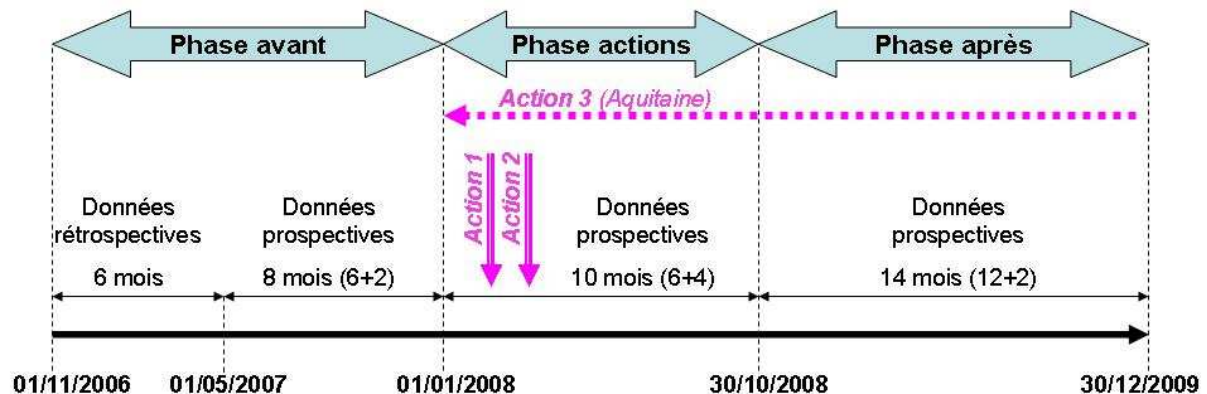 Phase avant
Phase actions
Phase après
Action 3 (Aquitaine)
Action 1
Action 2
Données
rétrospectives
6 mois
Données
prospectives
8 mois (6+2)
Données
prospectives
10 mois (6+4)
Données
prospectives
14 mois (12+2)
01/11/2006
01/05/2007
01/01/2008
30/10/2008
30/12/2009